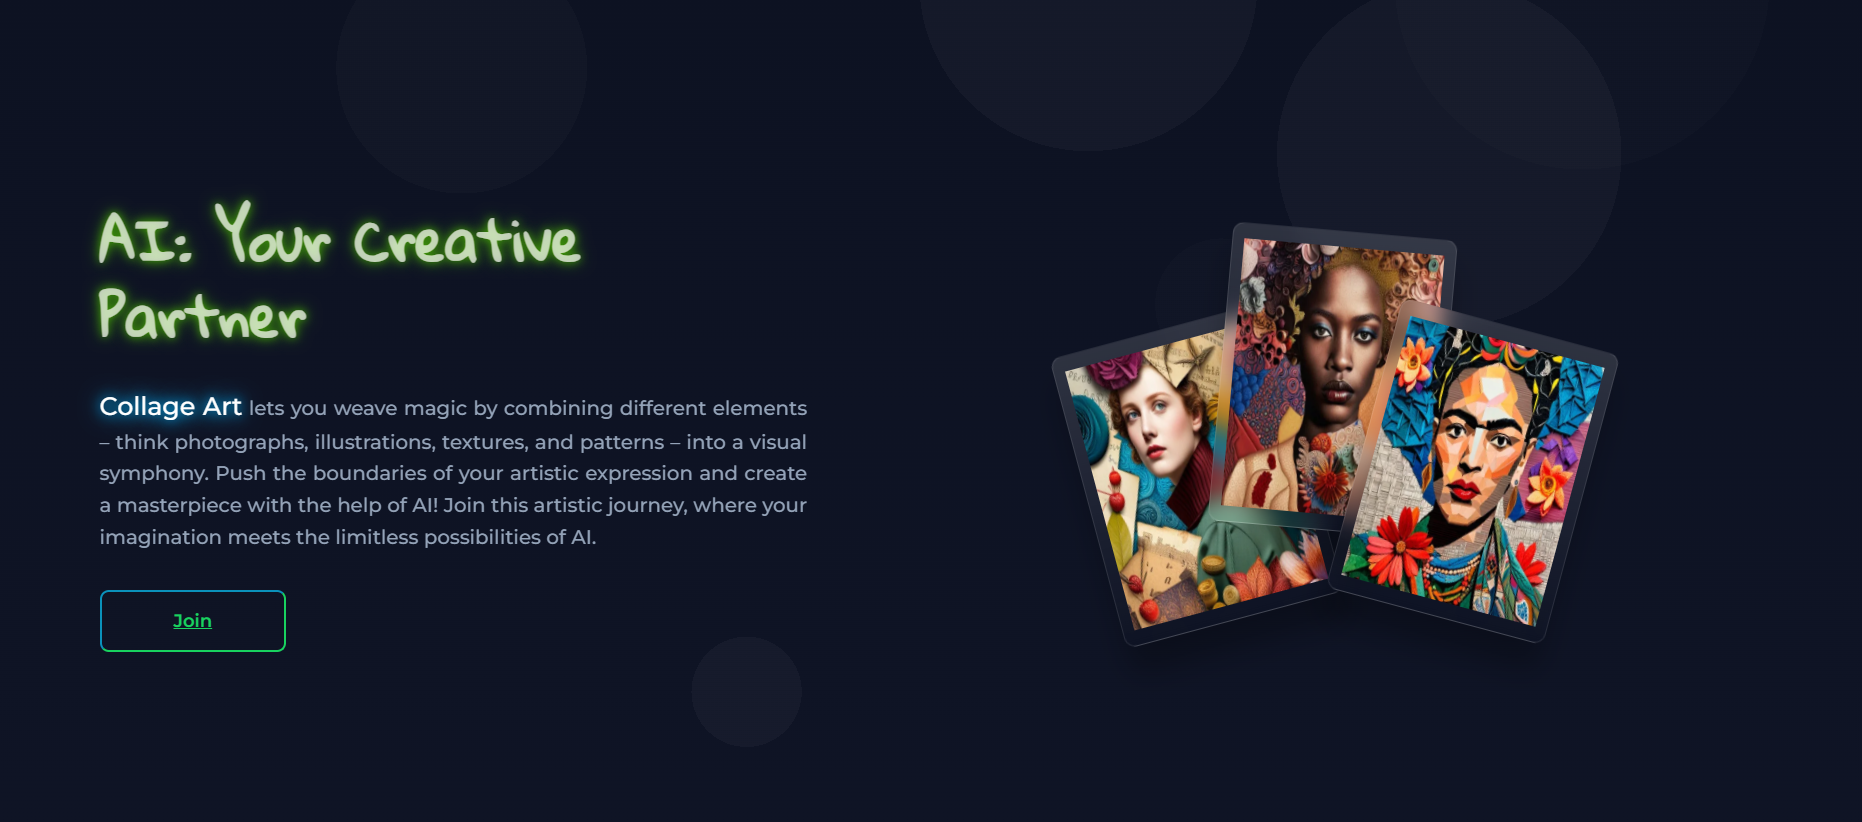 AI: Your Creative
Partner
Collage Art lets you weave magic by combining different elements
– think photographs, illustrations, textures, and patterns – into a visual
symphony. Push the boundaries of your artistic expression and create
a masterpiece with the help of AI! Join this artistic journey, where your
imagination meets the limitless possibilities of AI.
Join